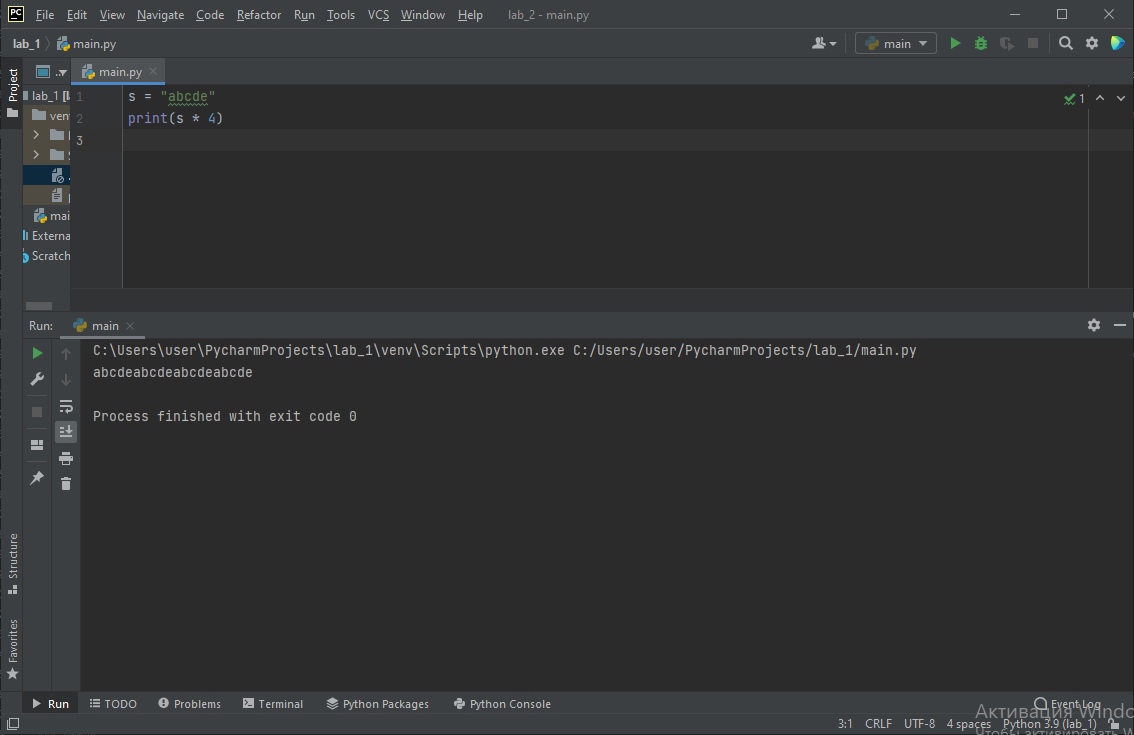 PC File Edit View Navigate Code Refactor Run Tools VCS Window Help lab_2 - main.py
lab_1 main.py main
Project main.py
lab_1
1 s = "abcde" 1
2 print(s * 4)
3
External
Scratch
Run: main
C:\Users\user\PycharmProjects\lab_1\venv\Scripts\python.exe C:/Users/user/PycharmProjects/lab_1/main.py
abcdeabcdeabcdeabcde
Process finished with exit code 0
Structure
Favorites
Run TODO Problems Terminal Python Packages Python Console Event Log
Активация Windo
3:1 CRLF UTF-8 4 spaces Python 3.9 (lab_1)
Чтобы активировать W